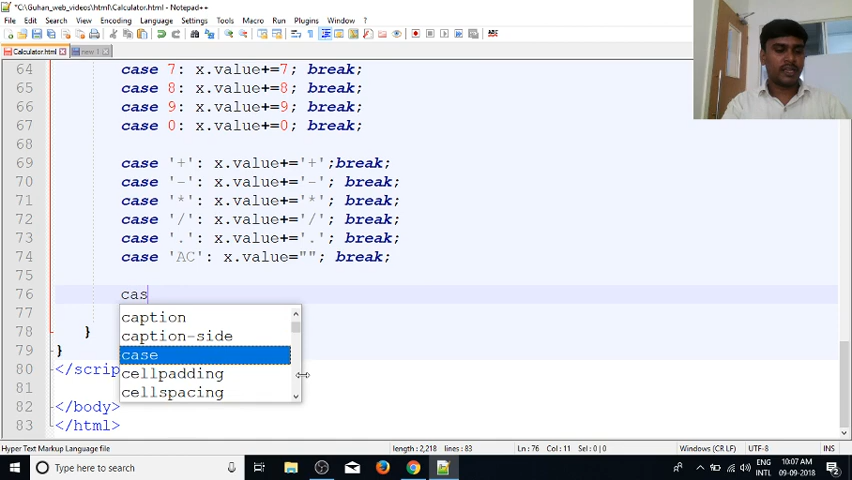 *C:\Guhan_web_videos\html\Calculator.html - Notepad++
File Edit Search View Encoding Language Settings Tools Macro Run Plugins Window ?
Calculator.html new 1
64 case 7: x.value+=7; break;
65 case 8: x.value+=8; break;
66 case 9: x.value+=9; break;
67 case 0: x.value+=0; break;
68
69 case '+': x.value+='+';break;
70 case '-': x.value+='-'; break;
71 case '*': x.value+='*'; break;
72 case '/': x.value+='/'; break;
73 case '.': x.value+='.'; break;
74 case 'AC': x.value=""; break;
75
76 cas
77
caption
caption-side
case
cellpadding
cellspacing
78 }
79 }
80 </scrip
81
82 </body>
83 </html>
Hyper Text Markup Language file length : 2,218 lines : 83 Ln : 76 Col : 11 Sel : 0 | 0 Windows (CR LF) UTF-8 INS
Type here to search
ENG 10:07 AM
INTL 09-09-2018